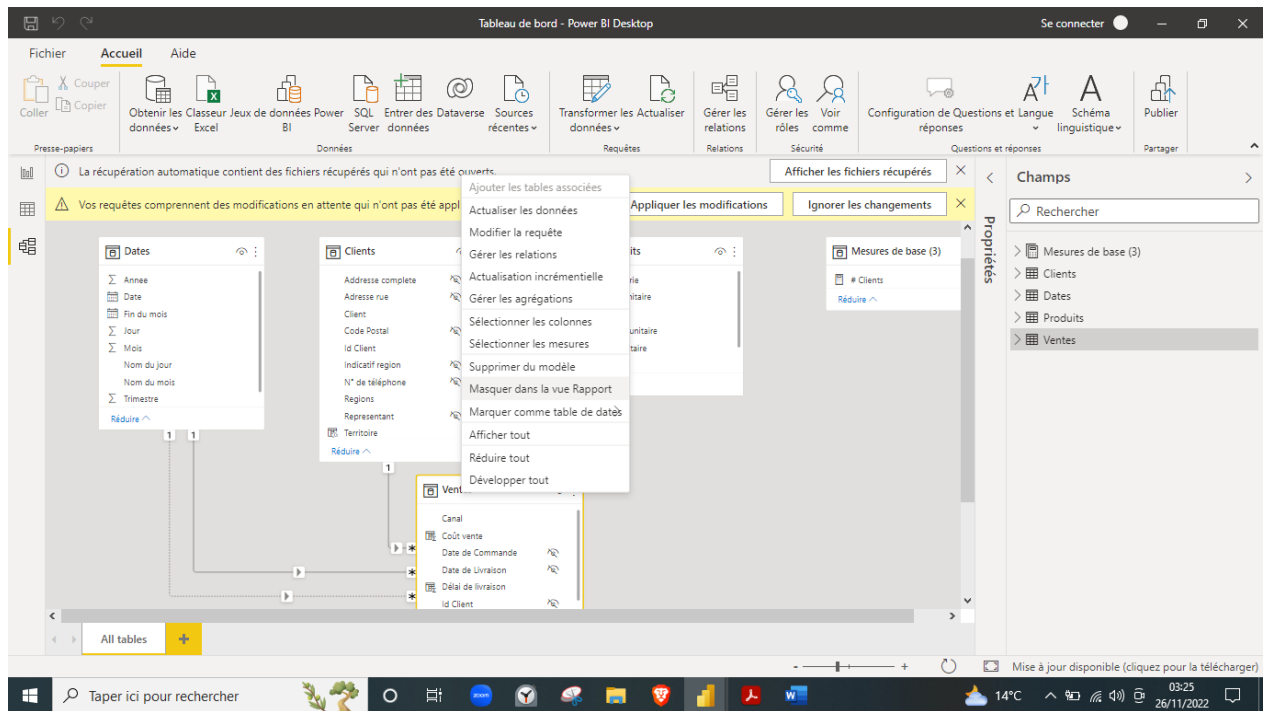 Tableau de bord - Power BI Desktop
Se connecter
Fichier Accueil Aide
Coller
Couper
Copier
Obtenir les données
Classeur Excel
Jeux de données Power BI
SQL Server
Entrer des données
Dataverse
Sources récentes
Transformer les données
Actualiser
Gérer les relations
Gérer les rôles
Voir comme
Configuration de Questions et réponses
Langue
Schéma linguistique
Publier
Presse-papiers
Données
Requêtes
Relations
Sécurité
Questions et réponses
Partager
La récupération automatique contient des fichiers récupérés qui n'ont pas été ouverts.
Afficher les fichiers récupérés
Vos requêtes comprennent des modifications en attente qui n'ont pas été appl
Appliquer les modifications
Ignorer les changements
Dates
Annee
Date
Fin du mois
Jour
Mois
Nom du jour
Nom du mois
Trimestre
Réduire
Clients
Addresse complete
Adresse rue
Client
Code Postal
Id Client
Indicatif region
N° de téléphone
Regions
Representant
Territoire
Réduire
Ajouter les tables associées
Actualiser les données
Modifier la requête
Gérer les relations
Actualisation incrémentielle
Gérer les agrégations
Sélectionner les colonnes
Sélectionner les mesures
Supprimer du modèle
Masquer dans la vue Rapport
Marquer comme table de dates
Afficher tout
Réduire tout
Développer tout
its
rie
nitaire
unitaire
taire
Mesures de base (3)
# Clients
Réduire
1 1
1
Vent
Canal
Coût vente
Date de Commande
Date de Livraison
Délai de livraison
Id Client
*
*
*
Propriétés
Champs
Rechercher
Mesures de base (3)
Clients
Dates
Produits
Ventes
All tables
+
- +
Mise à jour disponible (cliquez pour la télécharger)
Taper ici pour rechercher
zoom
14°C
03:25
26/11/2022